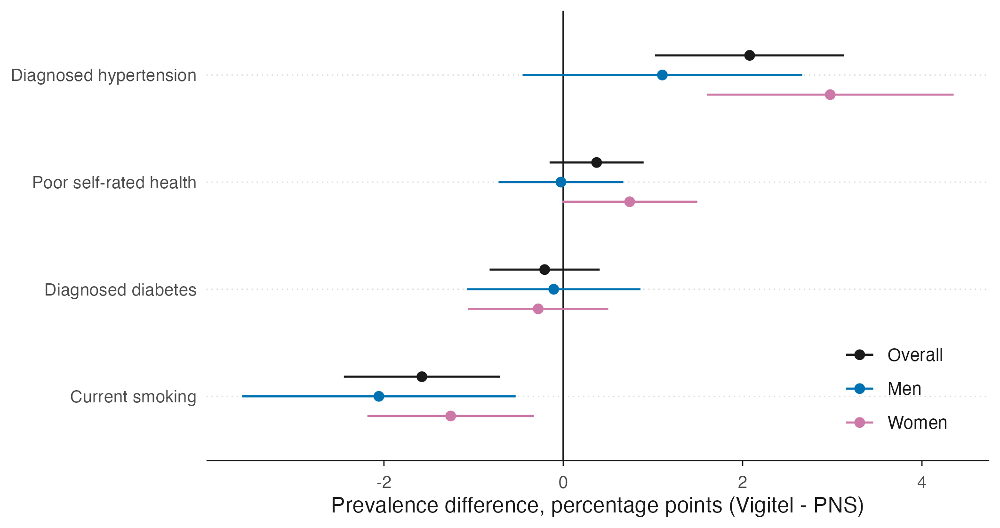 Diagnosed hypertension
Poor self-rated health
Diagnosed diabetes
Current smoking
Overall
Men
Women
-2 0 2 4
Prevalence difference, percentage points (Vigitel - PNS)